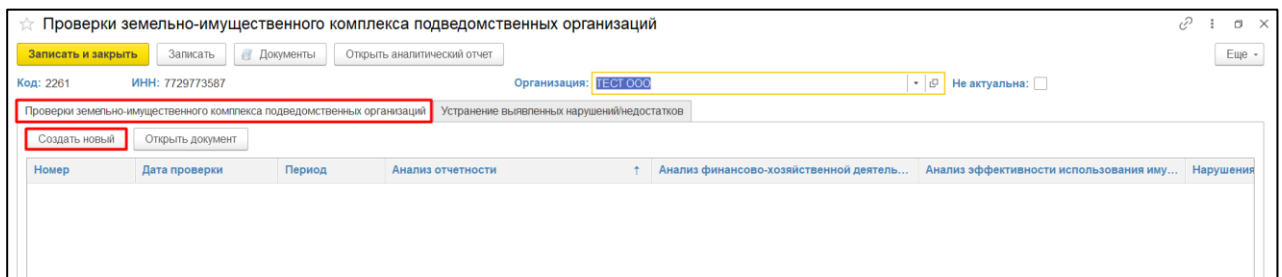 Проверки земельно-имущественного комплекса подведомственных организаций
Записать и закрыть Записать Документы Открыть аналитический отчет Еще
Код: 2261 ИНН: 7729773587 Организация: ТЕСТ ООО Не актуальна:
Проверки земельно-имущественного комплекса подведомственных организаций Устранение выявленных нарушений/недостатков
Создать новый Открыть документ
Номер Дата проверки Период Анализ отчетности ↑ Анализ финансово-хозяйственной деятель... Анализ эффективности использования иму... Нарушения